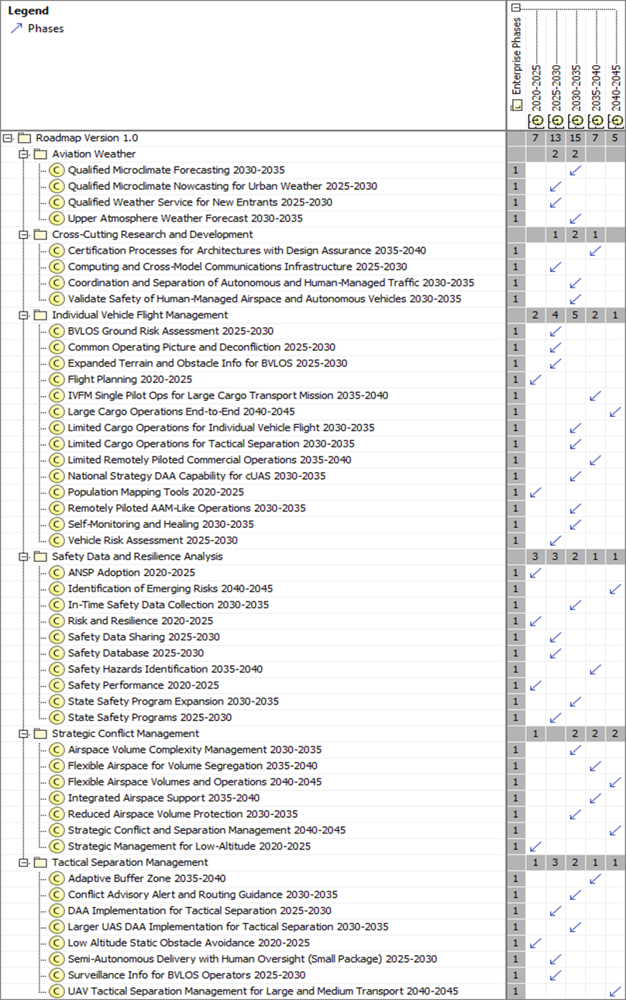 Legend
Phases
Enterprise Phases
2020-2025
2025-2030
2030-2035
2035-2040
2040-2045
Roadmap Version 1.0 7 13 15 7 5
Aviation Weather 2 2
C Qualified Microclimate Forecasting 2030-2035 1
C Qualified Microclimate Nowcasting for Urban Weather 2025-2030 1
C Qualified Weather Service for New Entrants 2025-2030 1
C Upper Atmosphere Weather Forecast 2030-2035 1
Cross-Cutting Research and Development 1 2 1
C Certification Processes for Architectures with Design Assurance 2035-2040 1
C Computing and Cross-Model Communications Infrastructure 2025-2030 1
C Coordination and Separation of Autonomous and Human-Managed Traffic 2030-2035 1
C Validate Safety of Human-Managed Airspace and Autonomous Vehicles 2030-2035 1
Individual Vehicle Flight Management 2 4 5 2 1
C BVLOS Ground Risk Assessment 2025-2030 1
C Common Operating Picture and Deconfliction 2025-2030 1
C Expanded Terrain and Obstacle Info for BVLOS 2025-2030 1
C Flight Planning 2020-2025 1
C IVFM Single Pilot Ops for Large Cargo Transport Mission 2035-2040 1
C Large Cargo Operations End-to-End 2040-2045 1
C Limited Cargo Operations for Individual Vehicle Flight 2030-2035 1
C Limited Cargo Operations for Tactical Separation 2030-2035 1
C Limited Remotely Piloted Commercial Operations 2035-2040 1
C National Strategy DAA Capability for cUAS 2030-2035 1
C Population Mapping Tools 2020-2025 1
C Remotely Piloted AAM-Like Operations 2030-2035 1
C Self-Monitoring and Healing 2030-2035 1
C Vehicle Risk Assessment 2025-2030 1
Safety Data and Resilience Analysis 3 3 2 1 1
C ANSP Adoption 2020-2025 1
C Identification of Emerging Risks 2040-2045 1
C In-Time Safety Data Collection 2030-2035 1
C Risk and Resilience 2020-2025 1
C Safety Data Sharing 2025-2030 1
C Safety Database 2025-2030 1
C Safety Hazards Identification 2035-2040 1
C Safety Performance 2020-2025 1
C State Safety Program Expansion 2030-2035 1
C State Safety Programs 2025-2030 1
Strategic Conflict Management 1 2 2 2
C Airspace Volume Complexity Management 2030-2035 1
C Flexible Airspace for Volume Segregation 2035-2040 1
C Flexible Airspace Volumes and Operations 2040-2045 1
C Integrated Airspace Support 2035-2040 1
C Reduced Airspace Volume Protection 2030-2035 1
C Strategic Conflict and Separation Management 2040-2045 1
C Strategic Management for Low-Altitude 2020-2025 1
Tactical Separation Management 1 3 2 1 1
C Adaptive Buffer Zone 2035-2040 1
C Conflict Advisory Alert and Routing Guidance 2030-2035 1
C DAA Implementation for Tactical Separation 2025-2030 1
C Larger UAS DAA Implementation for Tactical Separation 2030-2035 1
C Low Altitude Static Obstacle Avoidance 2020-2025 1
C Semi-Autonomous Delivery with Human Oversight (Small Package) 2025-2030 1
C Surveillance Info for BVLOS Operators 2025-2030 1
C UAV Tactical Separation Management for Large and Medium Transport 2040-2045 1